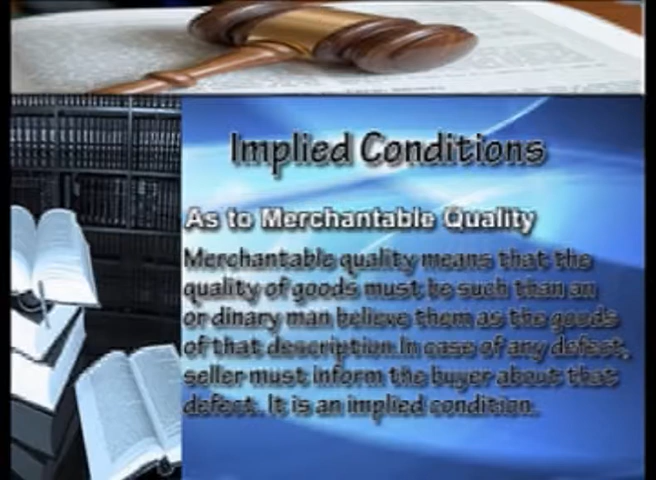 Implied Conditions
As to Merchantable Quality
Merchantable quality means that the
quality of goods must be such than an
or dinary man believe them as the goods
of that description.In case of any defect,
seller must inform the buyer about that
defect. It is an implied condition.